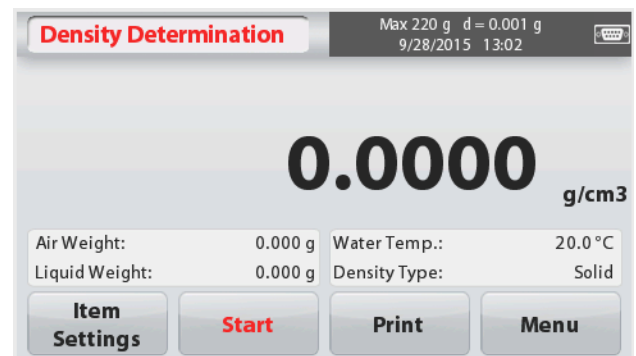 Density Determination
Max 220 g d = 0.001 g
9/28/2015 13:02
0.0000 g/cm3
Air Weight: 0.000 g Water Temp.: 20.0 °C
Liquid Weight: 0.000 g Density Type: Solid
Item Settings
Start
Print
Menu